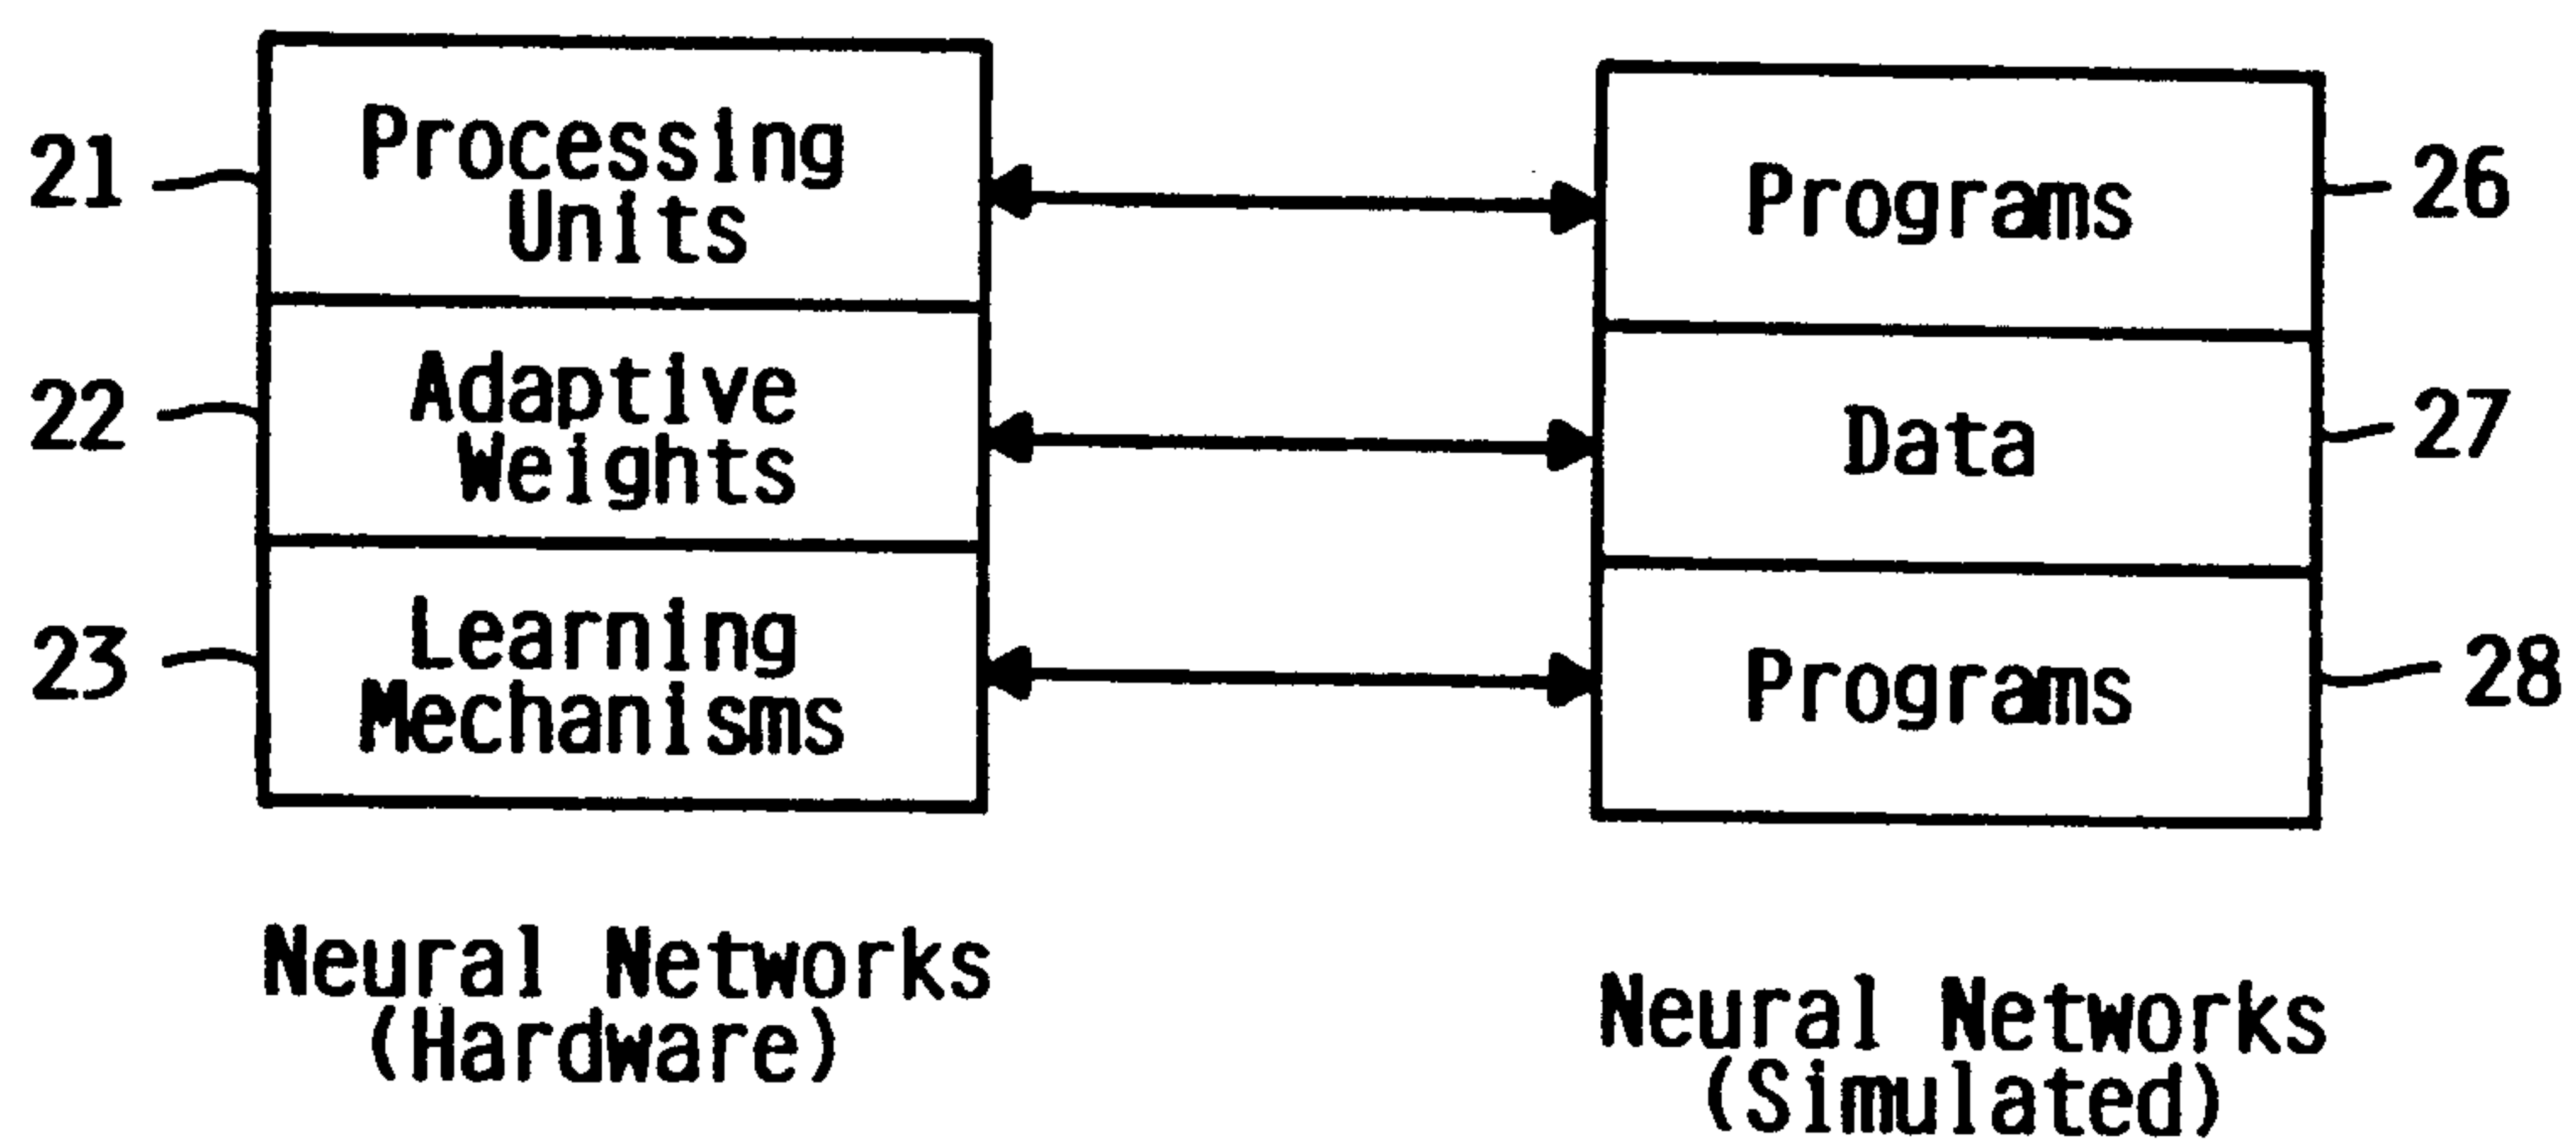 21
Processing
Units
22
Adaptive
Weights
23
Learning
Mechanisms
Neural Networks
(Hardware)
Programs
26
Data
27
Programs
28
Neural Networks
(Simulated)